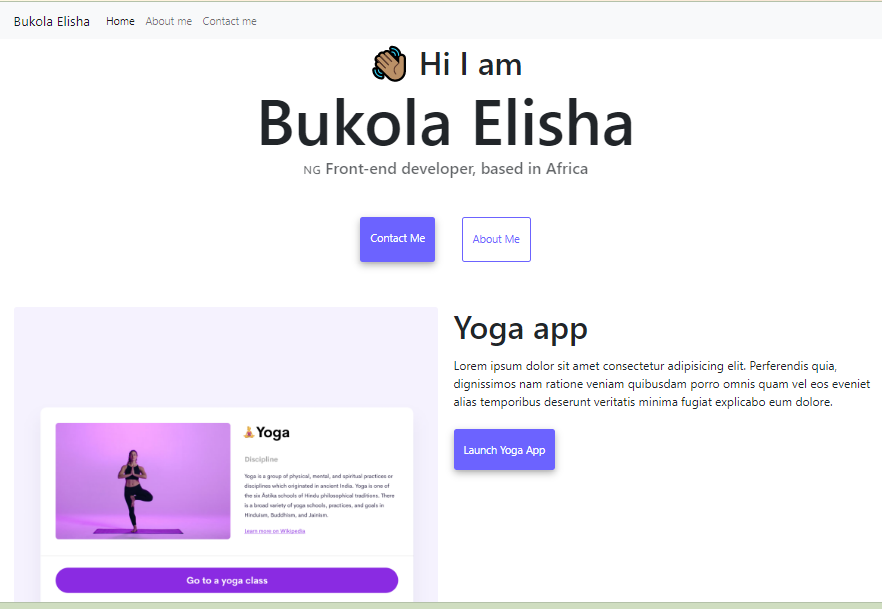 Bukola Elisha Home About me Contact me
👋🏽 Hi I am
Bukola Elisha
NG Front-end developer, based in Africa
Contact Me About Me
Yoga app
Lorem ipsum dolor sit amet consectetur adipisicing elit. Perferendis quia,
dignissimos nam ratione veniam quibusdam porro omnis quam vel eos eveniet
alias temporibus deserunt veritatis minima fugiat explicabo eum dolore.
Launch Yoga App
🧘Yoga
Discipline
Yoga is a group of physical, mental, and spiritual practices or
disciplines which originated in ancient India. Yoga is one of
the six Āstika schools of Hindu philosophical traditions. There
is a broad variety of yoga schools, practices, and goals in
Hinduism, Buddhism, and Jainism.
Learn more on Wikipedia
Go to a yoga class